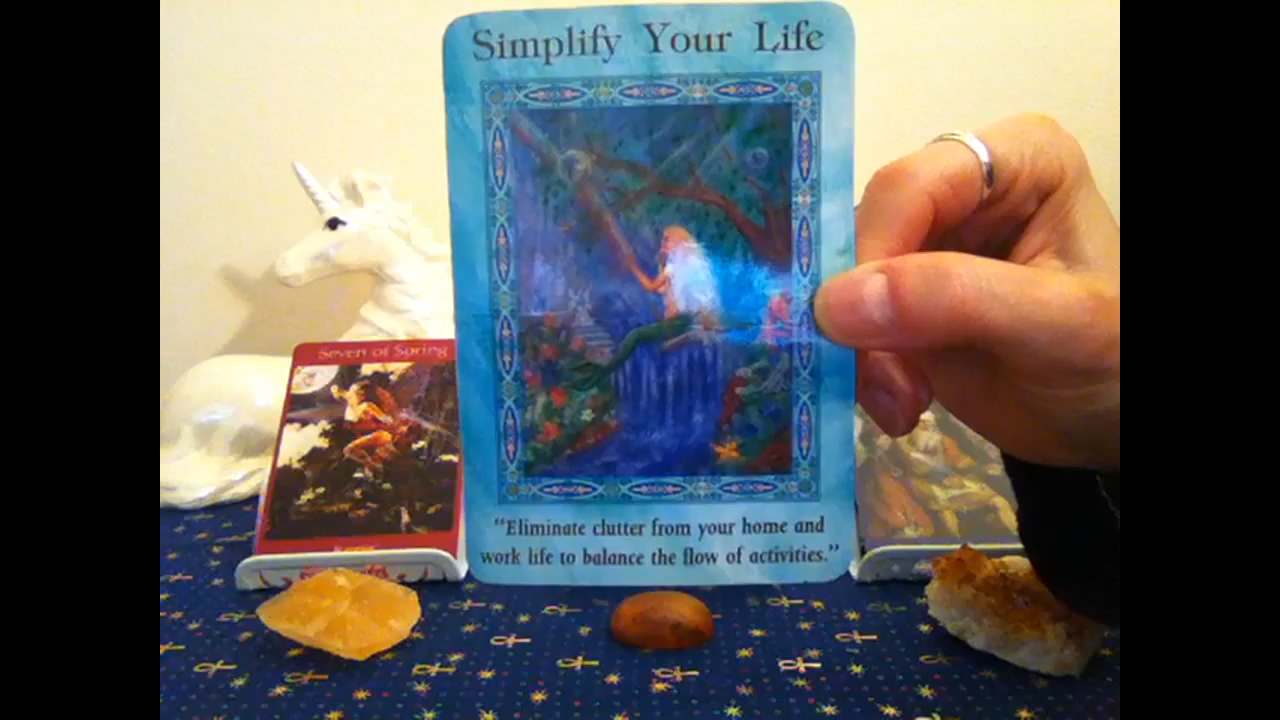 Simplify Your Life
Seven of Spring
"Eliminate clutter from your home and
work life to balance the flow of activities."